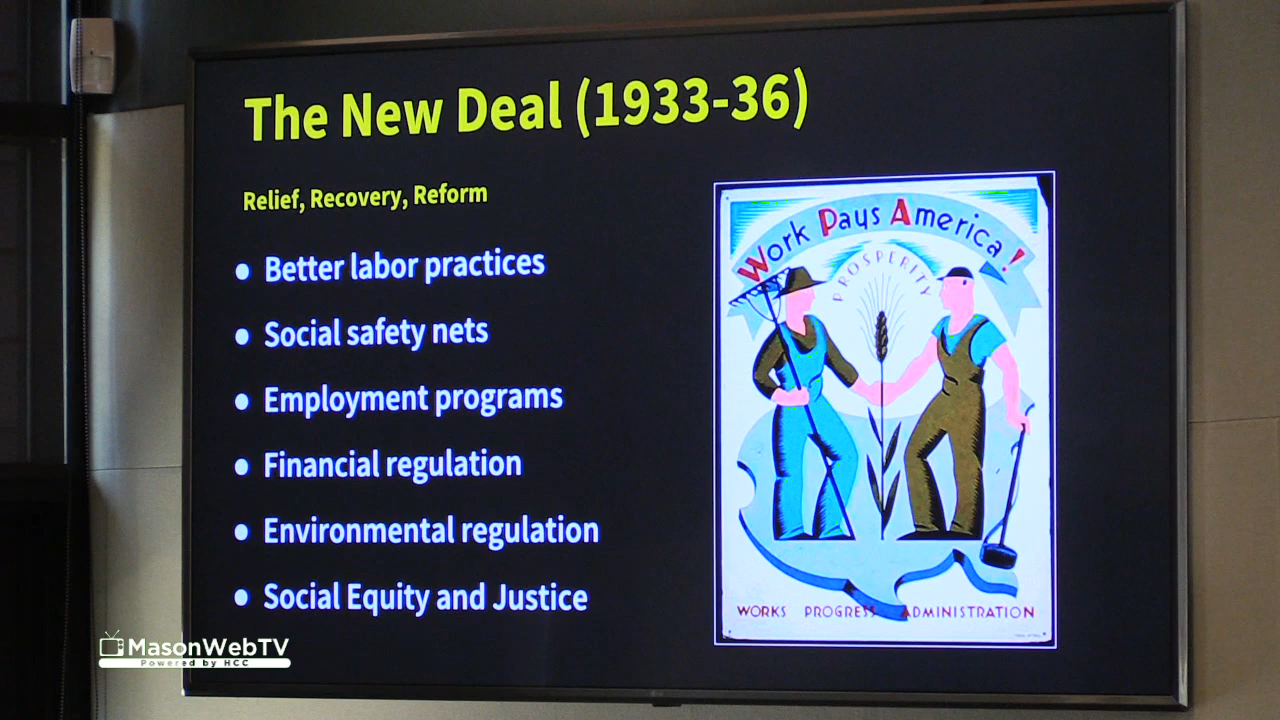 The New Deal (1933-36)
Relief, Recovery, Reform
• Better labor practices
• Social safety nets
• Employment programs
• Financial regulation
• Environmental regulation
• Social Equity and Justice
Work Pays America!
PROSPERITY
WORKS PROGRESS ADMINISTRATION
MasonWebTV
Powered by HCC